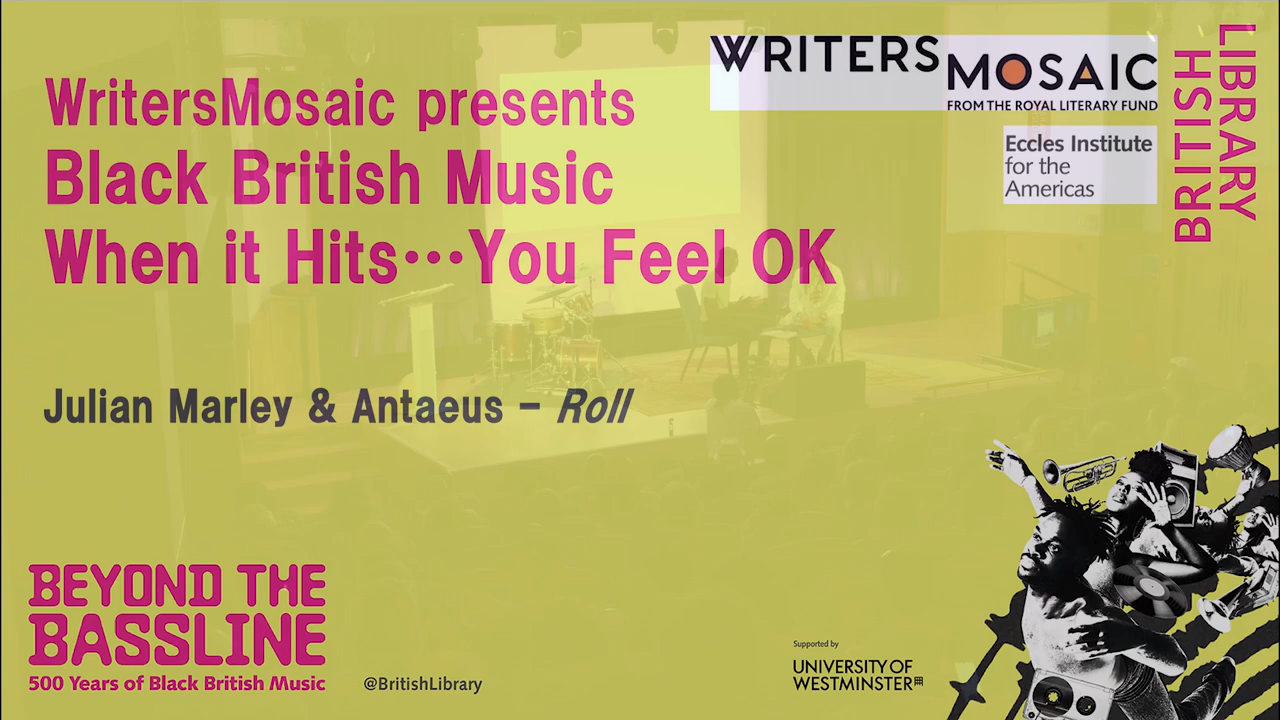 WritersMosaic presents
Black British Music
When it Hits···You Feel OK
Julian Marley & Antaeus – Roll
WRITERS
MOSAIC
FROM THE ROYAL LITERARY FUND
Eccles Institute
for the
Americas
BRITISH
LIBRARY
BEYOND THE
BASSLINE
500 Years of Black British Music
@BritishLibrary
Supported by
UNIVERSITY OF
WESTMINSTER